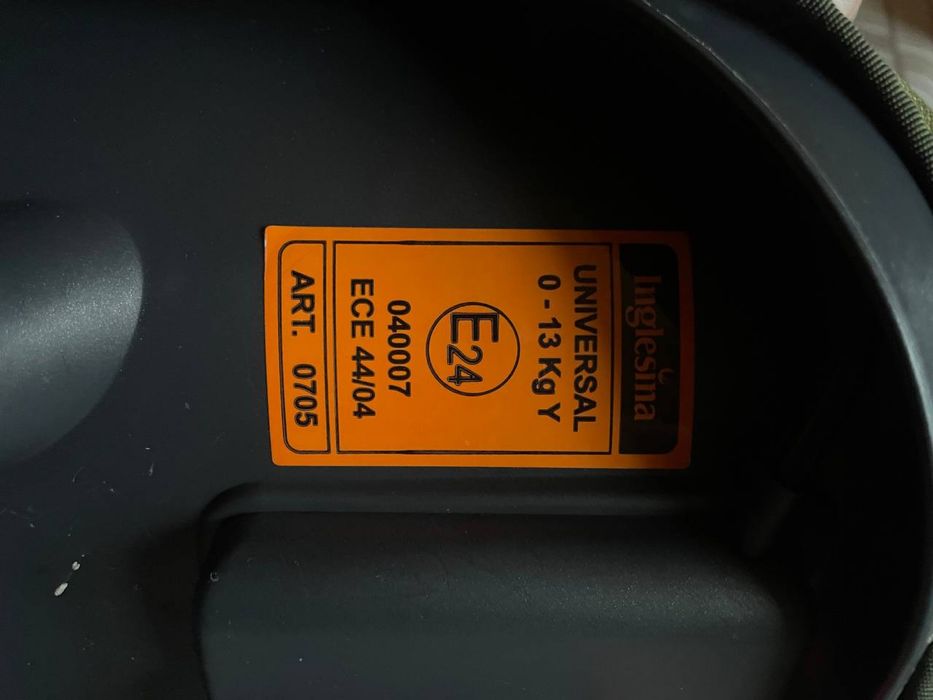 Inglesina
UNIVERSAL
0 - 13 Kg Y
E24
040007
ECE 44/04
ART. 0705